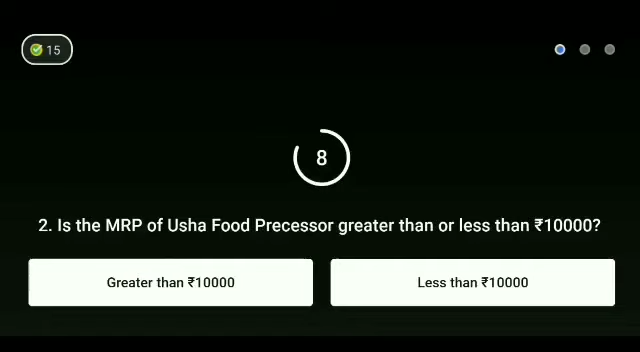 15
8
2. Is the MRP of Usha Food Precessor greater than or less than ₹10000?
Greater than ₹10000
Less than ₹10000